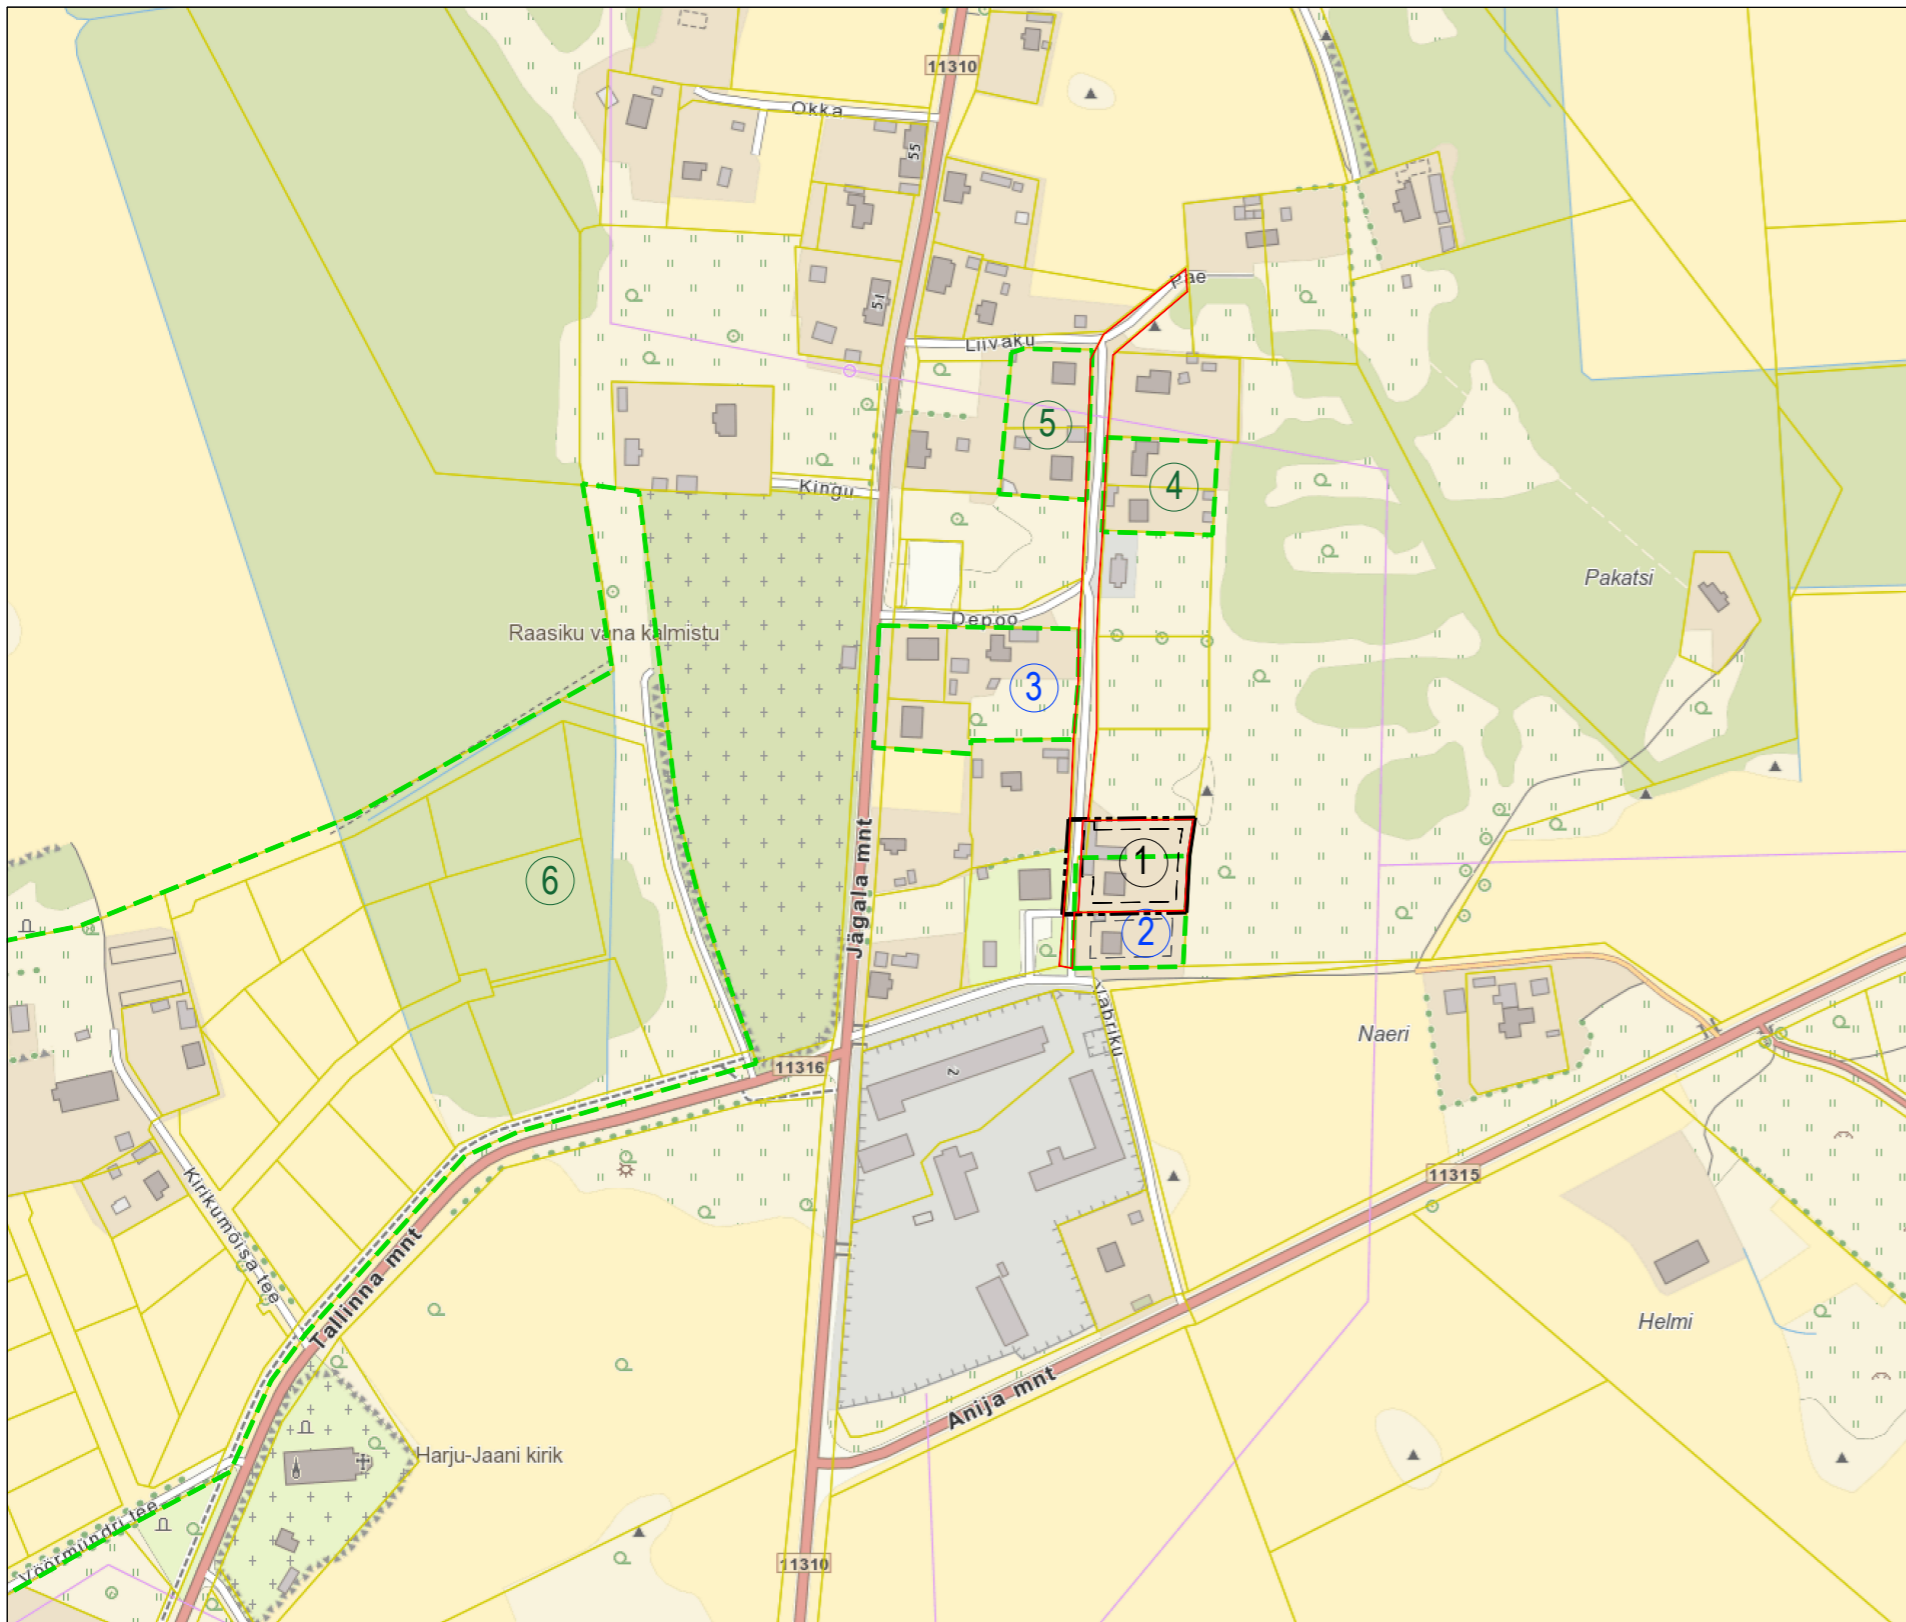 11310
Okka
55
Pae
51
Liivaku
5
4
Kingu
Pakatsi
Depoo
Raasiku vana kalmistu
3
Jägala mnt
1
6
2
Vabriku
Naeri
11316
2
11315
Kirikumõisa tee
Tallinna mnt
Helmi
Anija mnt
Harju-Jaani kirik
Vöörmündri tee
11310